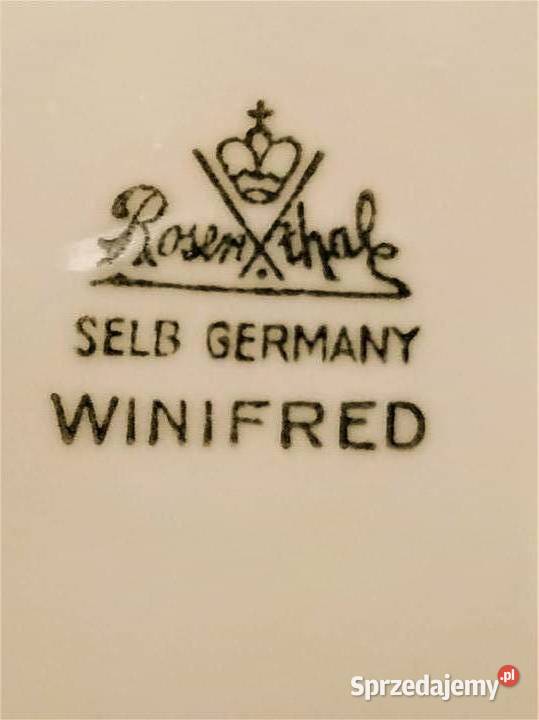 Rosenthal
SELB GERMANY
WINIFRED
Sprzedajemy.pl